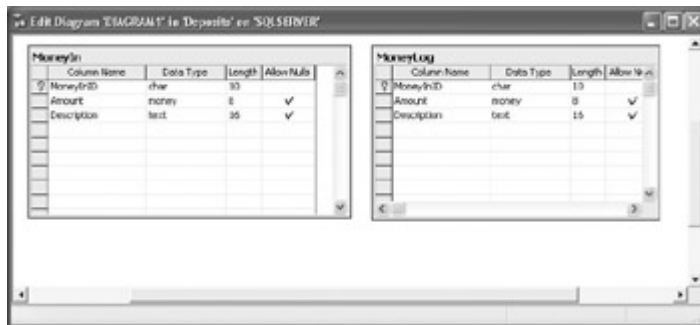 Edit Diagram 'DIAGRAM1' in 'Deposits' on 'SQLSERVER'
MoneyIn
Column Name Data Type Length Allow Nulls
MoneyInID char 10
Amount money 8
Description text 16
MoneyLog
Column Name Data Type Length Allow N
MoneyInID char 10
Amount money 8
Description text 16